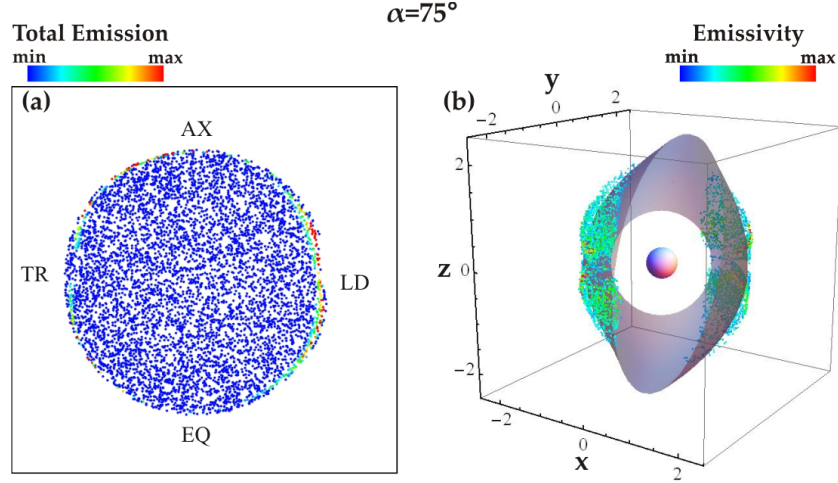 α=75°
Total Emission
min max
(a)
AX
TR
LD
EQ
Emissivity
min max
(b)
y
-2
0
2
2
z 0
-2
-2
0
2
x